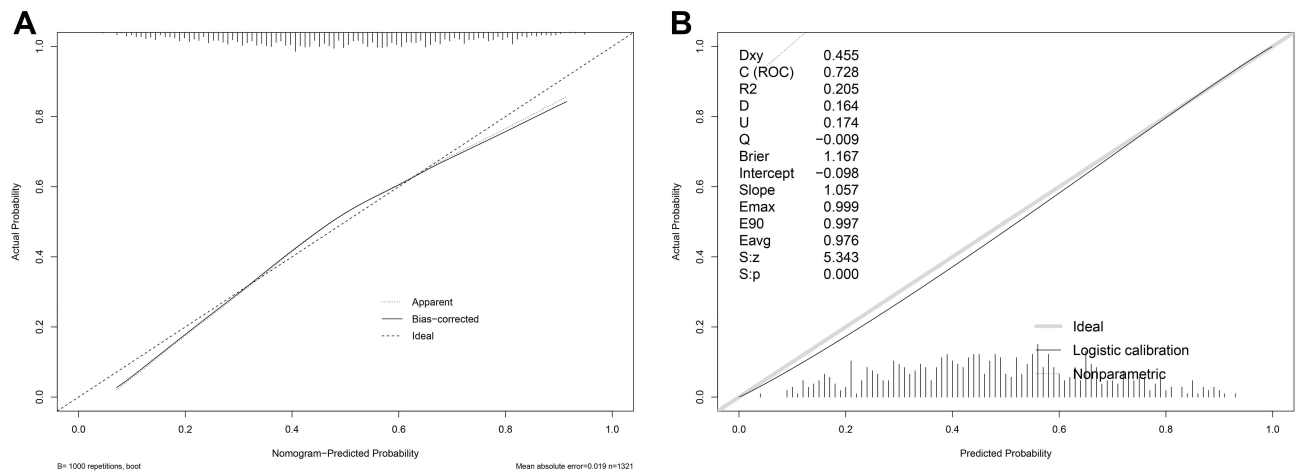 A
1.0
0.8
0.6
0.4
0.2
0.0
Actual Probability
Apparent
Bias−corrected
Ideal
0.0 0.2 0.4 0.6 0.8 1.0
Nomogram−Predicted Probability
B= 1000 repetitions, boot
Mean absolute error=0.019 n=1321
B
1.0
0.8
0.6
0.4
0.2
0.0
Actual Probability
Dxy 0.455
C (ROC) 0.728
R2 0.205
D 0.164
U 0.174
Q −0.009
Brier 1.167
Intercept −0.098
Slope 1.057
Emax 0.999
E90 0.997
Eavg 0.976
S:z 5.343
S:p 0.000
Ideal
Logistic calibration
Nonparametric
0.0 0.2 0.4 0.6 0.8 1.0
Predicted Probability